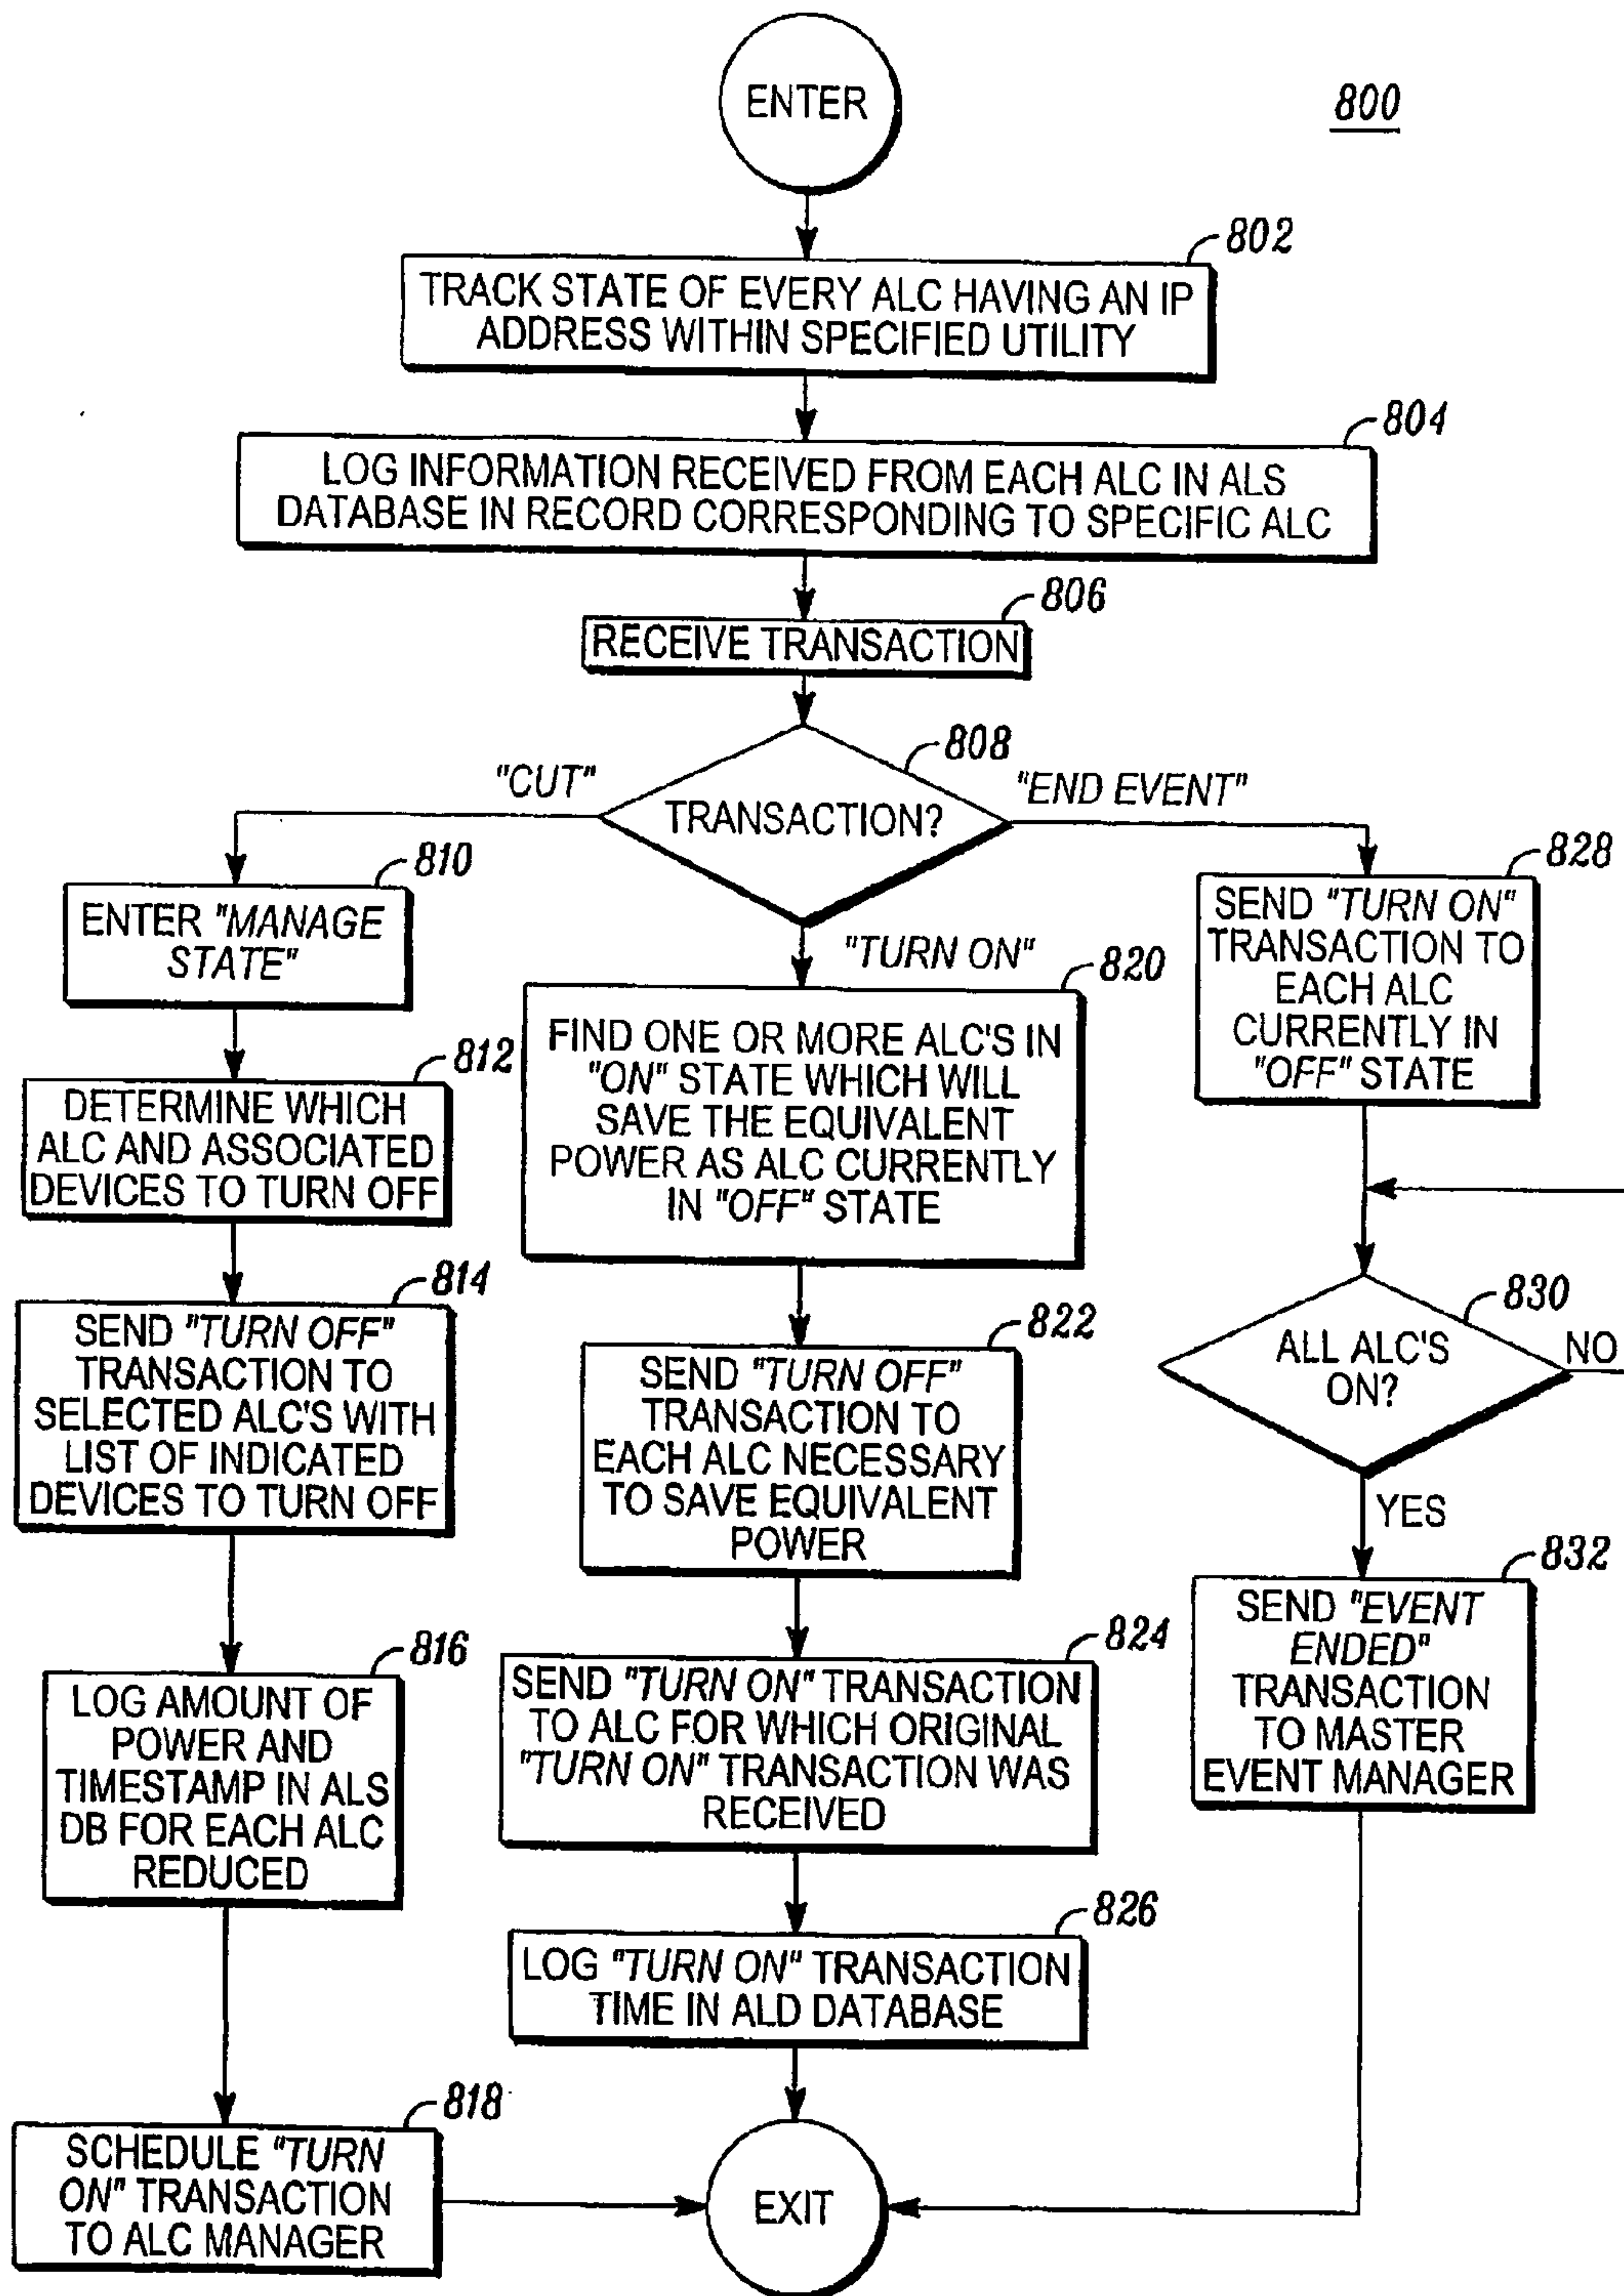 ENTER
800
802
TRACK STATE OF EVERY ALC HAVING AN IP
ADDRESS WITHIN SPECIFIED UTILITY
804
LOG INFORMATION RECEIVED FROM EACH ALC IN ALS
DATABASE IN RECORD CORRESPONDING TO SPECIFIC ALC
806
RECEIVE TRANSACTION
808
TRANSACTION?
"CUT"
"END EVENT"
"TURN ON"
810
ENTER "MANAGE
STATE"
812
DETERMINE WHICH
ALC AND ASSOCIATED
DEVICES TO TURN OFF
814
SEND "TURN OFF"
TRANSACTION TO
SELECTED ALC'S WITH
LIST OF INDICATED
DEVICES TO TURN OFF
816
LOG AMOUNT OF
POWER AND
TIMESTAMP IN ALS
DB FOR EACH ALC
REDUCED
818
SCHEDULE "TURN
ON" TRANSACTION
TO ALC MANAGER
820
FIND ONE OR MORE ALC'S IN
"ON" STATE WHICH WILL
SAVE THE EQUIVALENT
POWER AS ALC CURRENTLY
IN "OFF" STATE
822
SEND "TURN OFF"
TRANSACTION TO
EACH ALC NECESSARY
TO SAVE EQUIVALENT
POWER
824
SEND "TURN ON" TRANSACTION
TO ALC FOR WHICH ORIGINAL
"TURN ON" TRANSACTION WAS
RECEIVED
826
LOG "TURN ON" TRANSACTION
TIME IN ALD DATABASE
828
SEND "TURN ON"
TRANSACTION TO
EACH ALC
CURRENTLY IN
"OFF" STATE
830
ALL ALC'S
ON?
NO
YES
832
SEND "EVENT
ENDED"
TRANSACTION
TO MASTER
EVENT MANAGER
EXIT